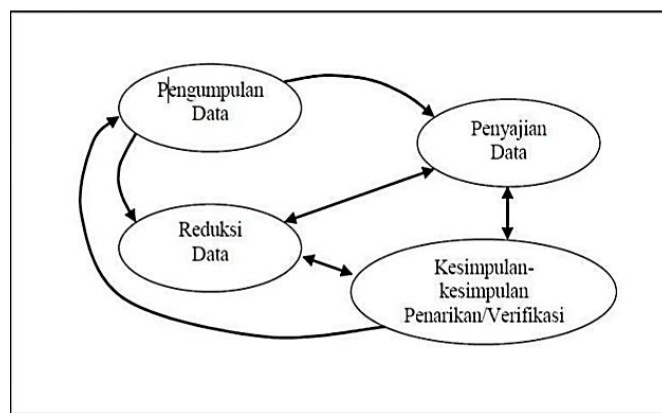 Pengumpulan
Data
Penyajian
Data
Reduksi
Data
Kesimpulan-
kesimpulan
Penarikan/Verifikasi